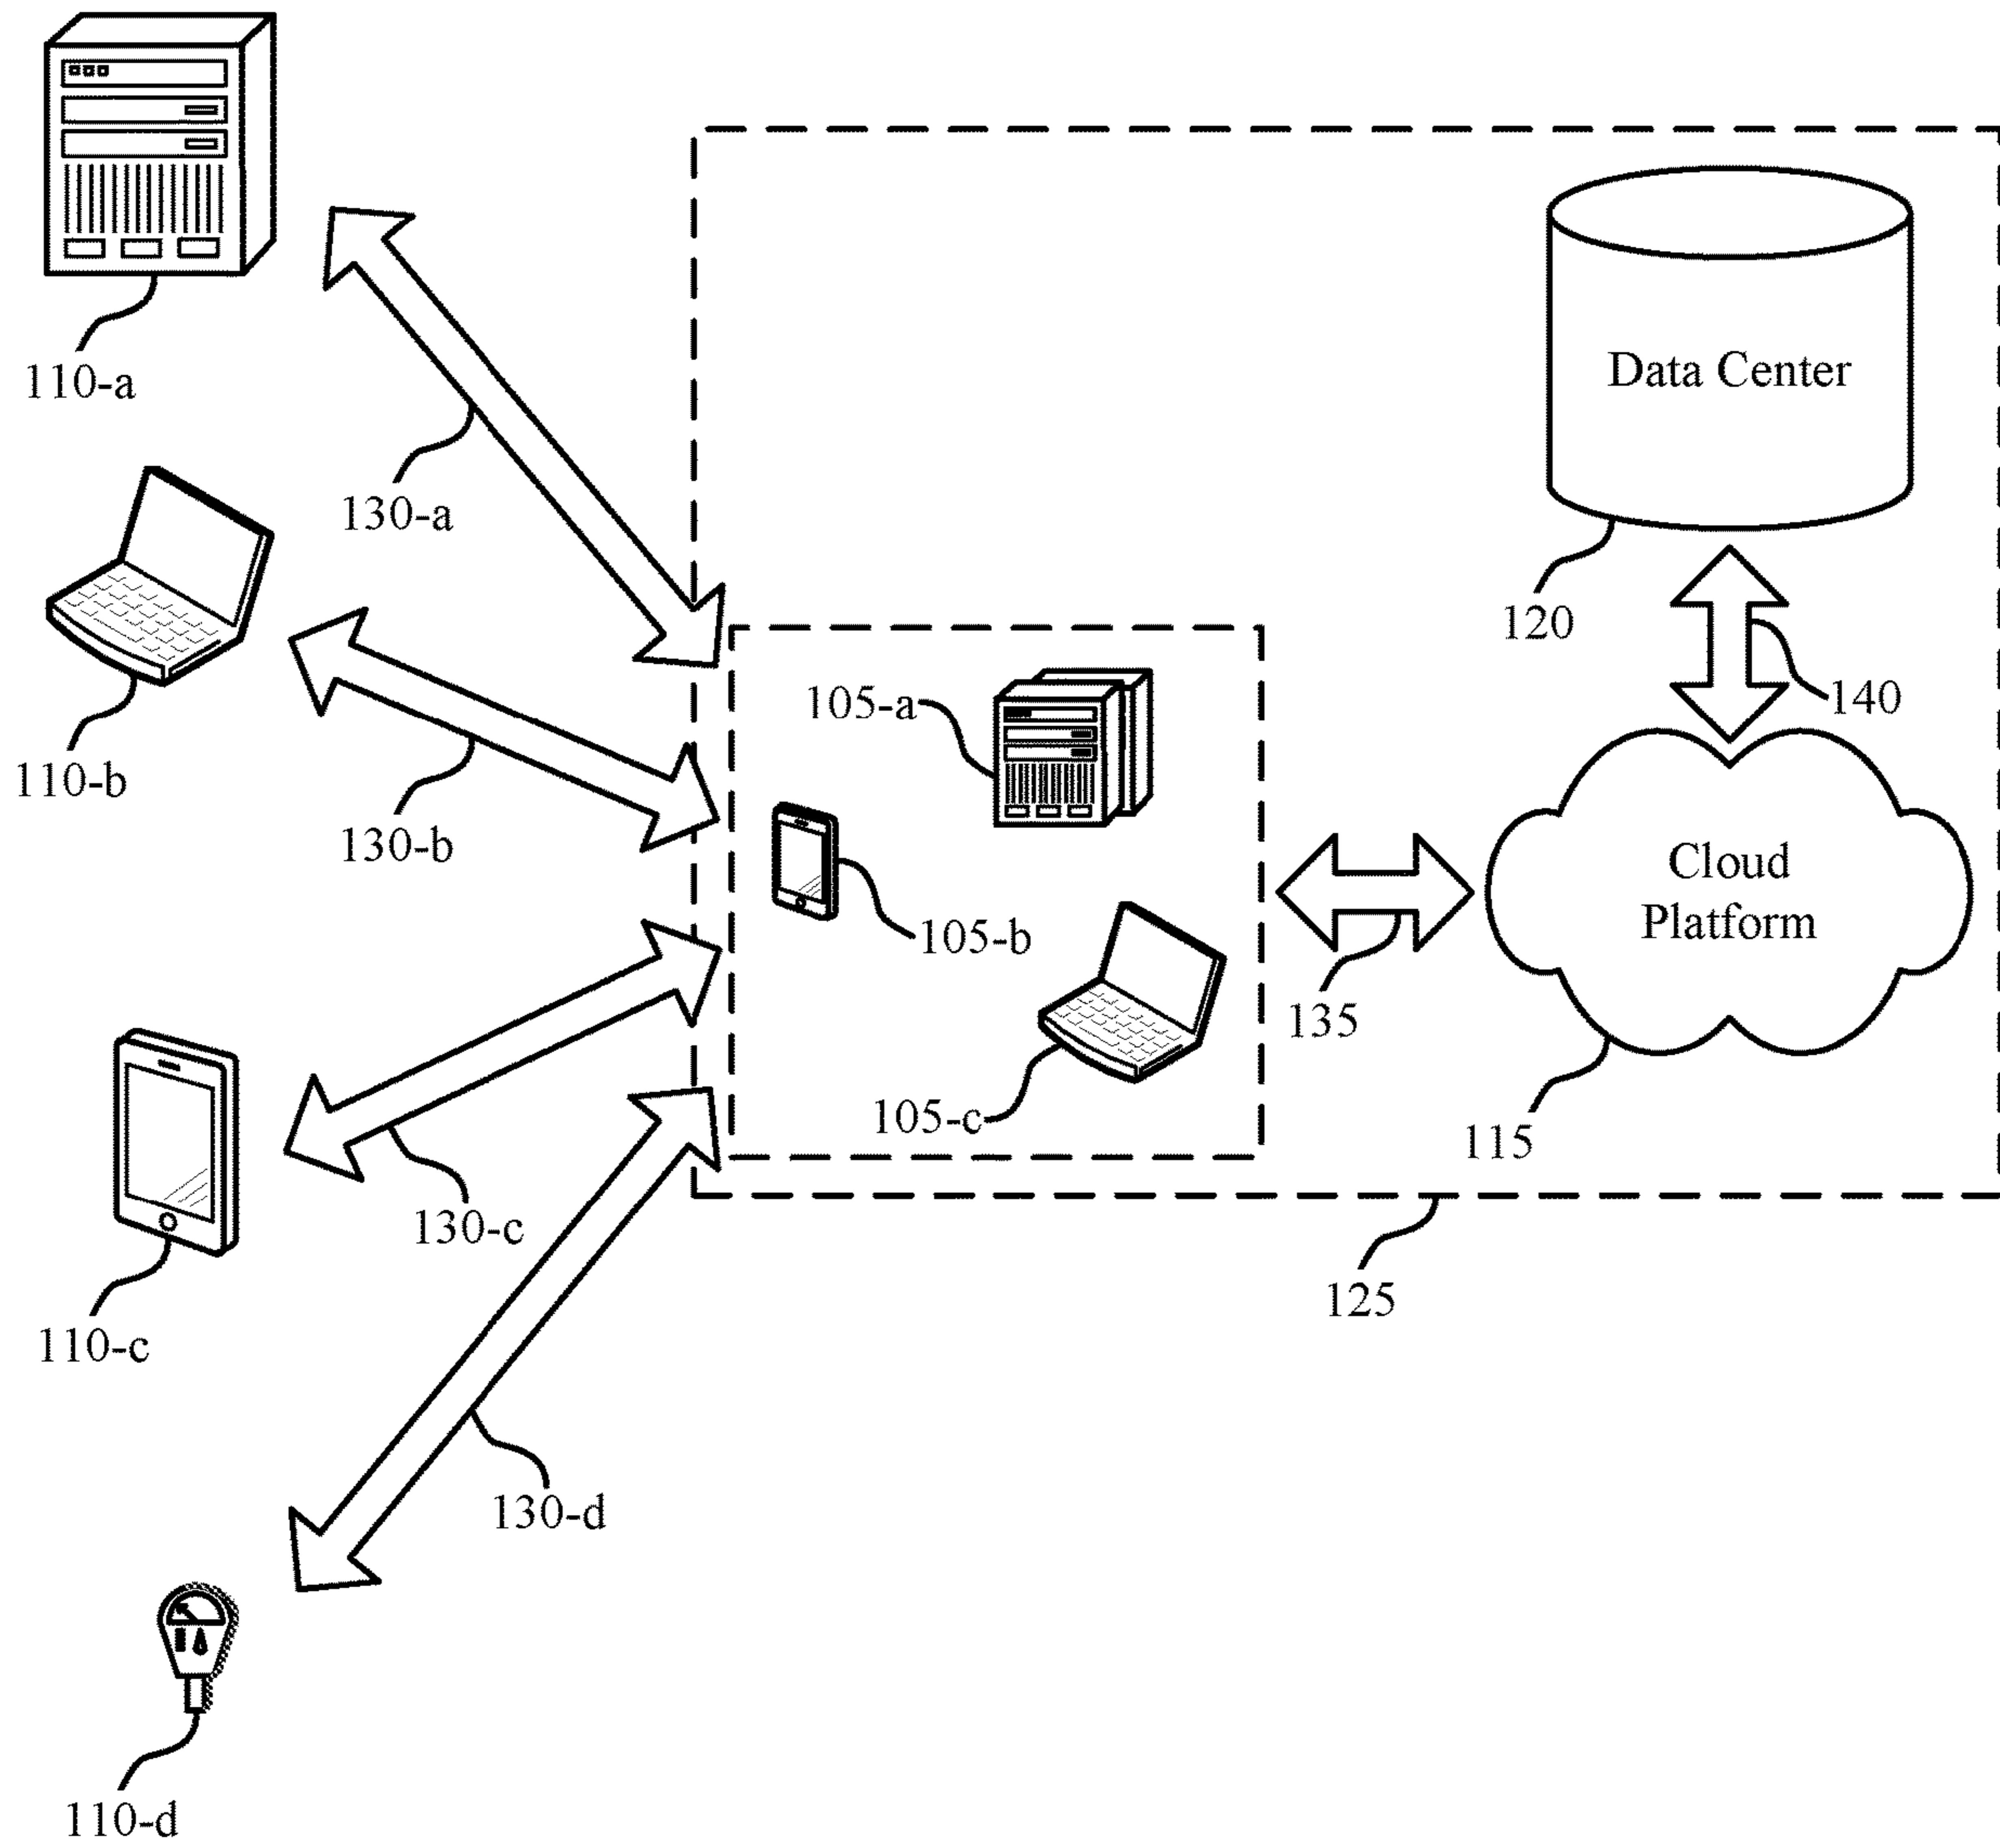 110-a
130-a
110-b
130-b
110-c
130-c
130-d
110-d
105-a
105-b
105-c
Data Center
120
140
Cloud
Platform
135
115
125